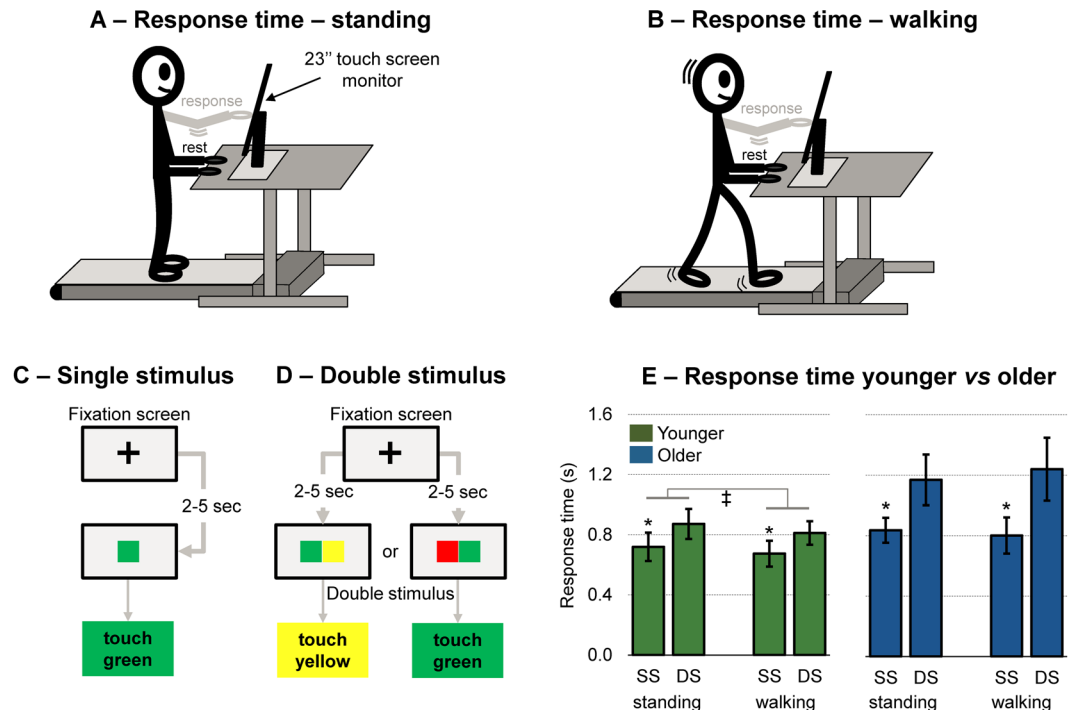 A – Response time – standing
23” touch screen
monitor
response
rest
B – Response time – walking
response
rest
C – Single stimulus
Fixation screen
+
2-5 sec
touch
green
D – Double stimulus
Fixation screen
+
2-5 sec
2-5 sec
or
Double stimulus
touch
yellow
touch
green
E – Response time younger vs older
Response time (s)
1.6
1.2
0.8
0.4
0.0
Younger
Older
‡
*
*
*
*
SS DS SS DS SS DS SS DS
standing walking standing walking